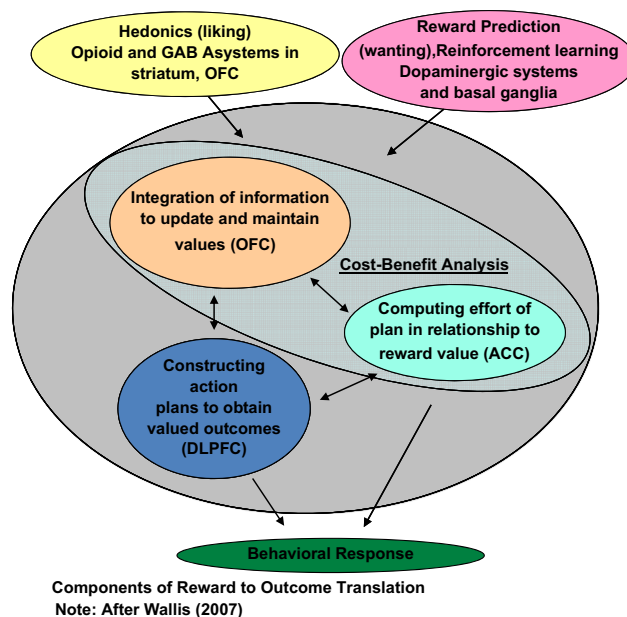 Hedonics (liking)
Opioid and GAB Asystems in
striatum, OFC
Reward Prediction
(wanting),Reinforcement learning
Dopaminergic systems
and basal ganglia
Integration of information
to update and maintain
values (OFC)
Cost-Benefit Analysis
Computing effort of
plan in relationship to
reward value (ACC)
Constructing
action
plans to obtain
valued outcomes
(DLPFC)
Behavioral Response
Components of Reward to Outcome Translation
Note: After Wallis (2007)